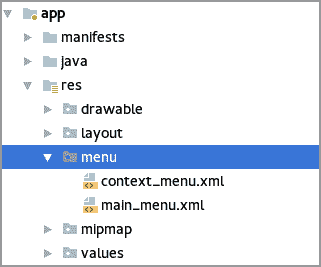 app
manifests
java
res
drawable
layout
menu
context_menu.xml
main_menu.xml
mipmap
values